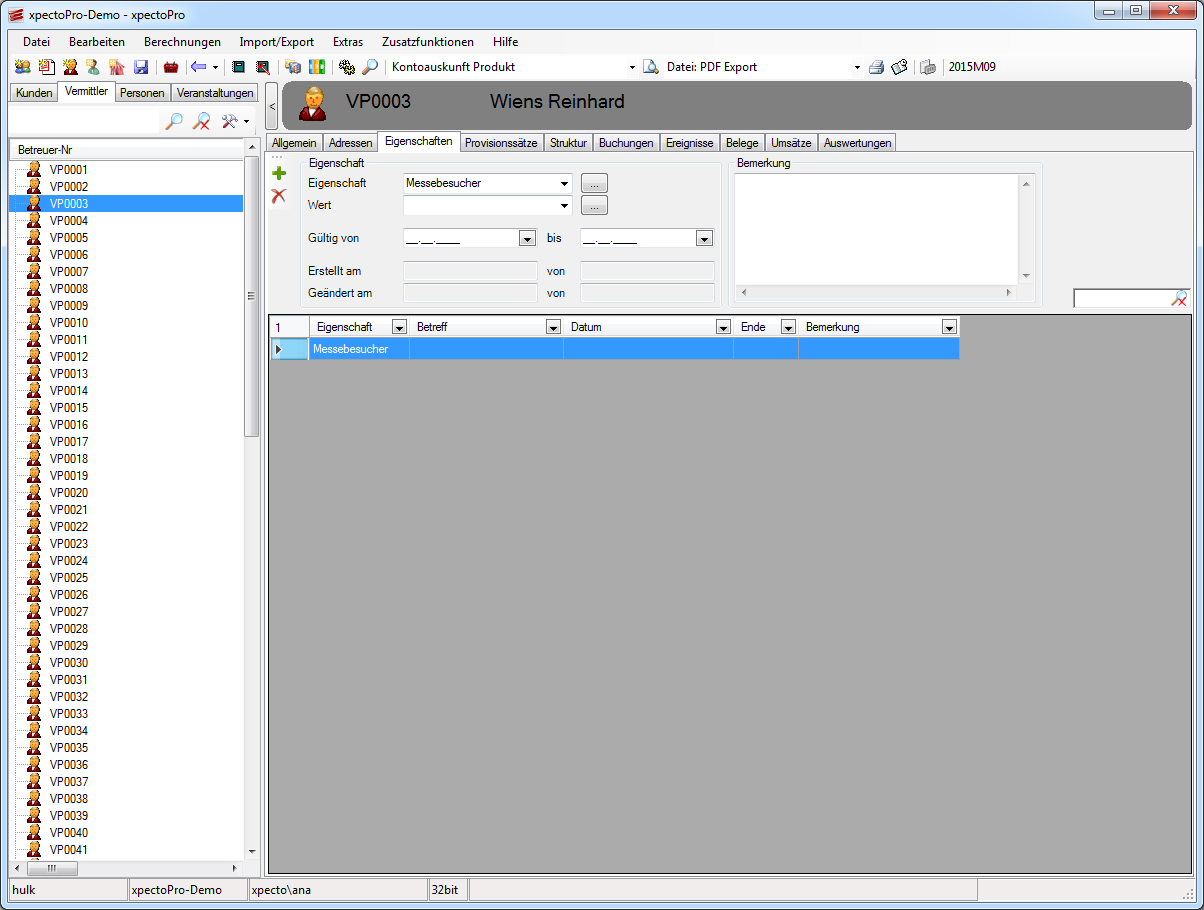 xpectoPro-Demo - xpectoPro
Datei Bearbeiten Berechnungen Import/Export Extras Zusatzfunktionen Hilfe
Kontoauskunft Produkt Datei: PDF Export 2015M09
Kunden Vermittler Personen Veranstaltungen
< VP0003 Wiens Reinhard
Allgemein Adressen Eigenschaften Provisionssätze Struktur Buchungen Ereignisse Belege Umsätze Auswertungen
Betreuer-Nr
VP0001
VP0002
VP0003
VP0004
VP0005
VP0006
VP0007
VP0008
VP0009
VP0010
VP0011
VP0012
VP0013
VP0014
VP0015
VP0016
VP0017
VP0018
VP0019
VP0020
VP0021
VP0022
VP0023
VP0024
VP0025
VP0026
VP0027
VP0028
VP0029
VP0030
VP0031
VP0032
VP0033
VP0034
VP0035
VP0036
VP0037
VP0038
VP0039
VP0040
VP0041
Eigenschaft
Eigenschaft Messebesucher ...
Wert ...
Gültig von __.__.____ bis __.__.____
Erstellt am von
Geändert am von
Bemerkung
1 Eigenschaft Betreff Datum Ende Bemerkung
Messebesucher
hulk xpectoPro-Demo xpecto\ana 32bit